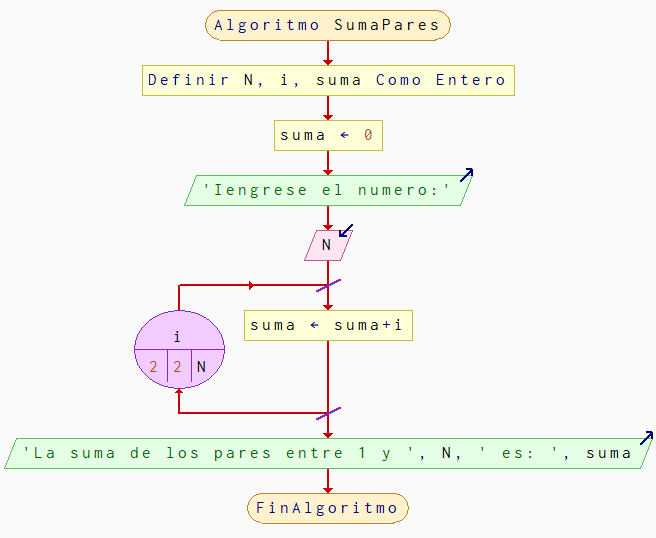 Algoritmo SumaPares
Definir N, i, suma Como Entero
suma ← 0
'Iengrese el numero:'
N
suma ← suma+i
i
2 2 N
'La suma de los pares entre 1 y ', N, ' es: ', suma
FinAlgoritmo